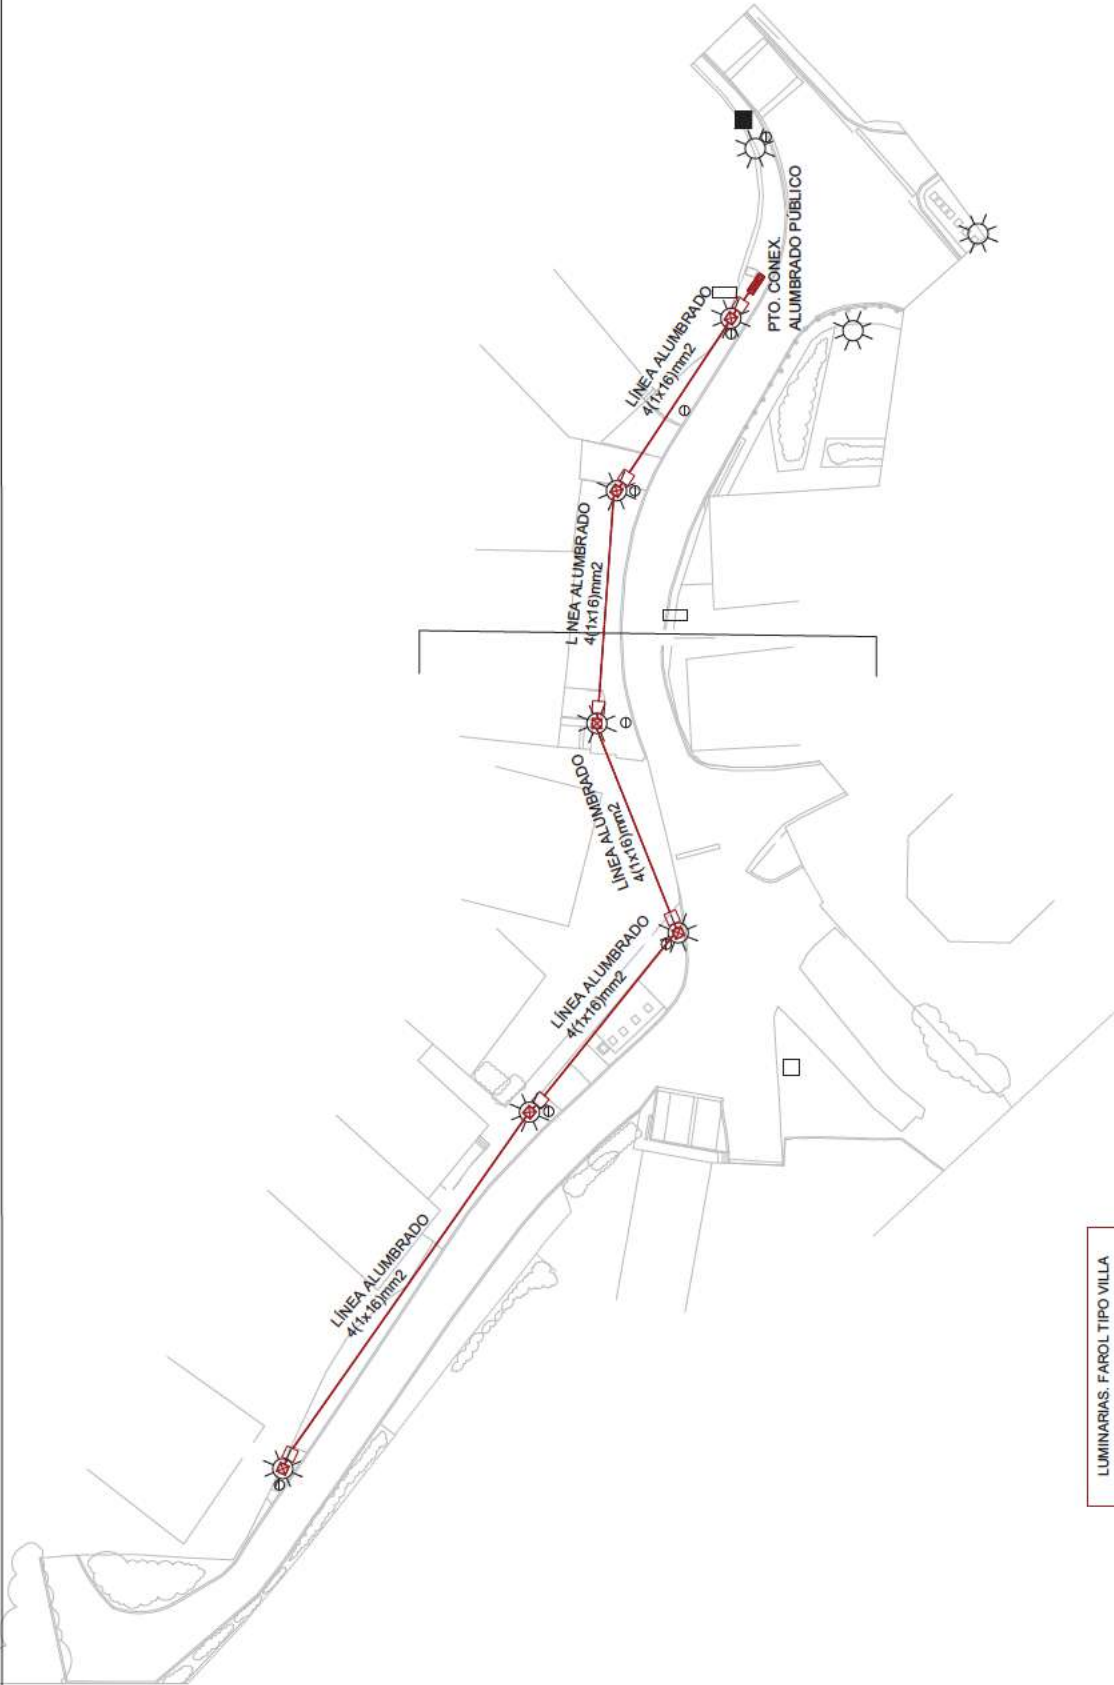 PTO. CONEX.
ALUMBRADO PÚBLICO
LÍNEA ALUMBRADO
4(1x16)mm2
LÍNEA ALUMBRADO
4(1x16)mm2
LÍNEA ALUMBRADO
4(1x16)mm2
LÍNEA ALUMBRADO
4(1x16)mm2
LÍNEA ALUMBRADO
4(1x16)mm2
LUMINARIAS. FAROL TIPO VILLA